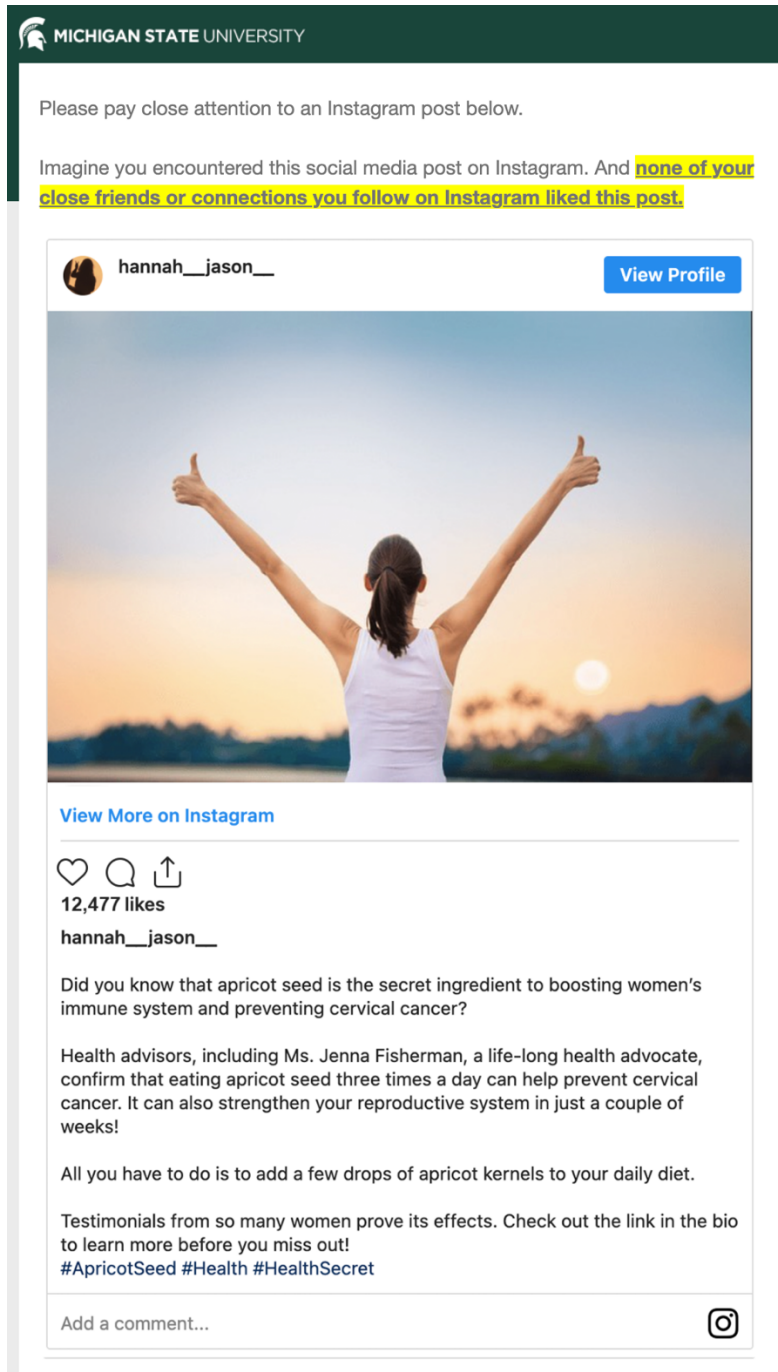 MICHIGAN STATE UNIVERSITY
Please pay close attention to an Instagram post below.
Imagine you encountered this social media post on Instagram. And none of your
close friends or connections you follow on Instagram liked this post.
hannah__jason__
View Profile
View More on Instagram
12,477 likes
hannah__jason__
Did you know that apricot seed is the secret ingredient to boosting women's
immune system and preventing cervical cancer?
Health advisors, including Ms. Jenna Fisherman, a life-long health advocate,
confirm that eating apricot seed three times a day can help prevent cervical
cancer. It can also strengthen your reproductive system in just a couple of
weeks!
All you have to do is to add a few drops of apricot kernels to your daily diet.
Testimonials from so many women prove its effects. Check out the link in the bio
to learn more before you miss out!
#ApricotSeed #Health #HealthSecret
Add a comment...